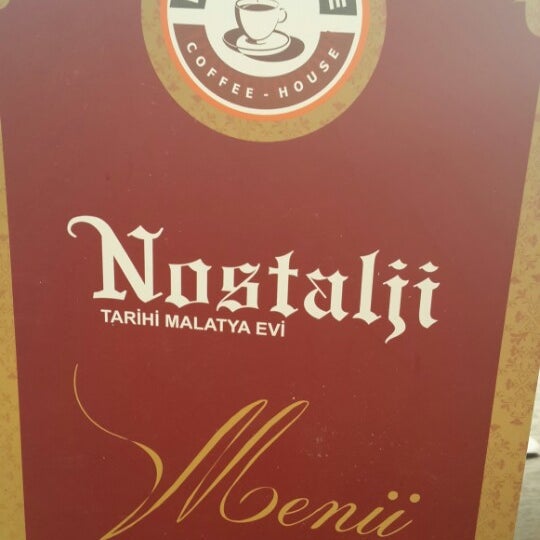 COFFEE - HOUSE
Nostalji
TARİHİ MALATYA EVİ
Menü